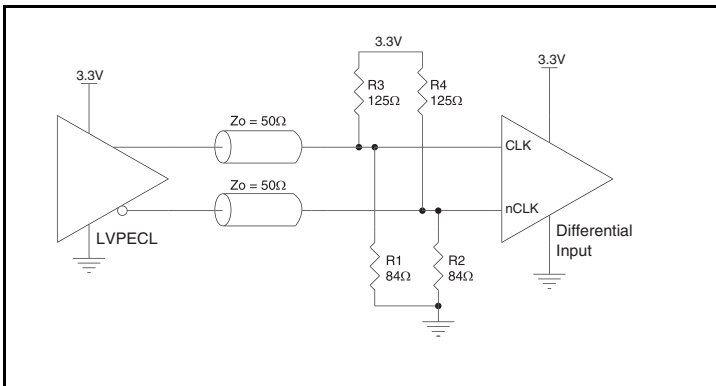 3.3V
3.3V
3.3V
R3
125Ω
R4
125Ω
Zo = 50Ω
CLK
Zo = 50Ω
nCLK
LVPECL
Differential
Input
R1
84Ω
R2
84Ω